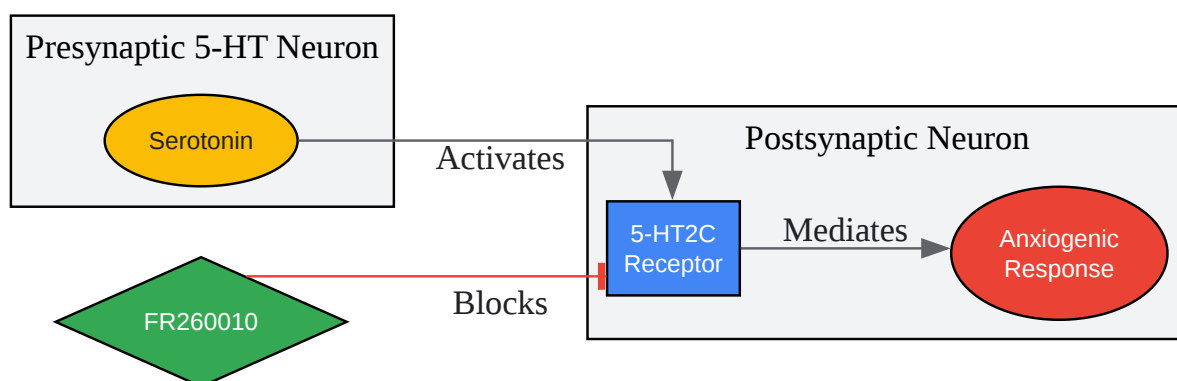 Presynaptic 5-HT Neuron
Serotonin
Activates
Postsynaptic Neuron
5-HT2C
Receptor
Mediates
Anxiogenic
Response
Blocks
FR260010